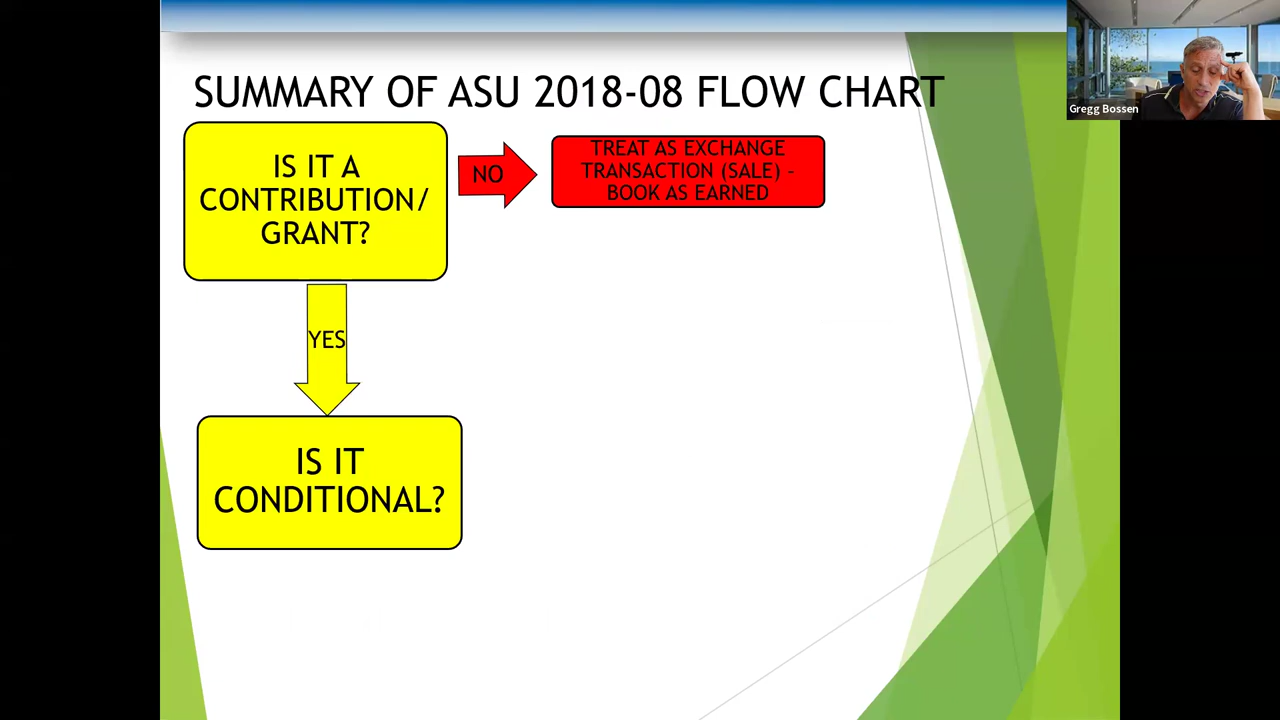 SUMMARY OF ASU 2018-08 FLOW CHART
Gregg Bossen
IS IT A
CONTRIBUTION/
GRANT?
NO
TREAT AS EXCHANGE
TRANSACTION (SALE) –
BOOK AS EARNED
YES
IS IT
CONDITIONAL?